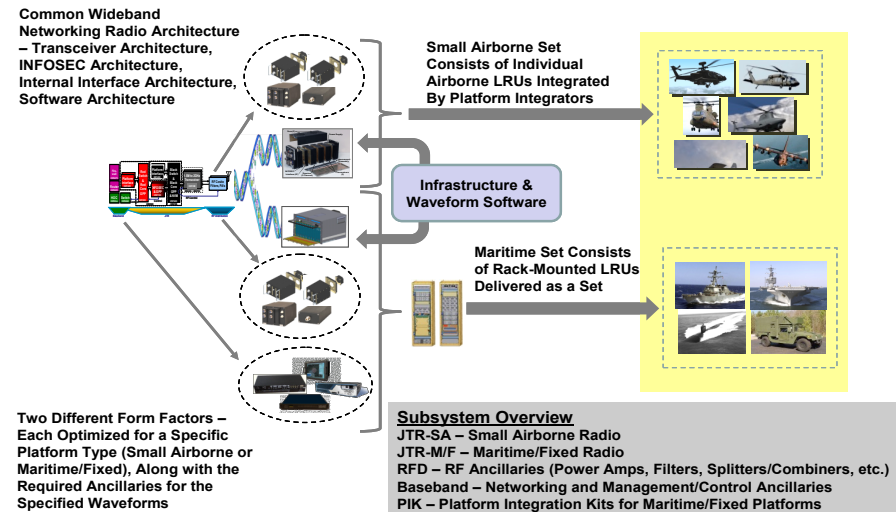 Common Wideband
Networking Radio Architecture
– Transceiver Architecture,
INFOSEC Architecture,
Internal Interface Architecture,
Software Architecture
Small Airborne Set
Consists of Individual
Airborne LRUs Integrated
By Platform Integrators
Infrastructure &
Waveform Software
Maritime Set Consists
of Rack-Mounted LRUs
Delivered as a Set
Two Different Form Factors –
Each Optimized for a Specific
Platform Type (Small Airborne or
Maritime/Fixed), Along with the
Required Ancillaries for the
Specified Waveforms
Subsystem Overview
JTR-SA – Small Airborne Radio
JTR-M/F – Maritime/Fixed Radio
RFD – RF Ancillaries (Power Amps, Filters, Splitters/Combiners, etc.)
Baseband – Networking and Management/Control Ancillaries
PIK – Platform Integration Kits for Maritime/Fixed Platforms